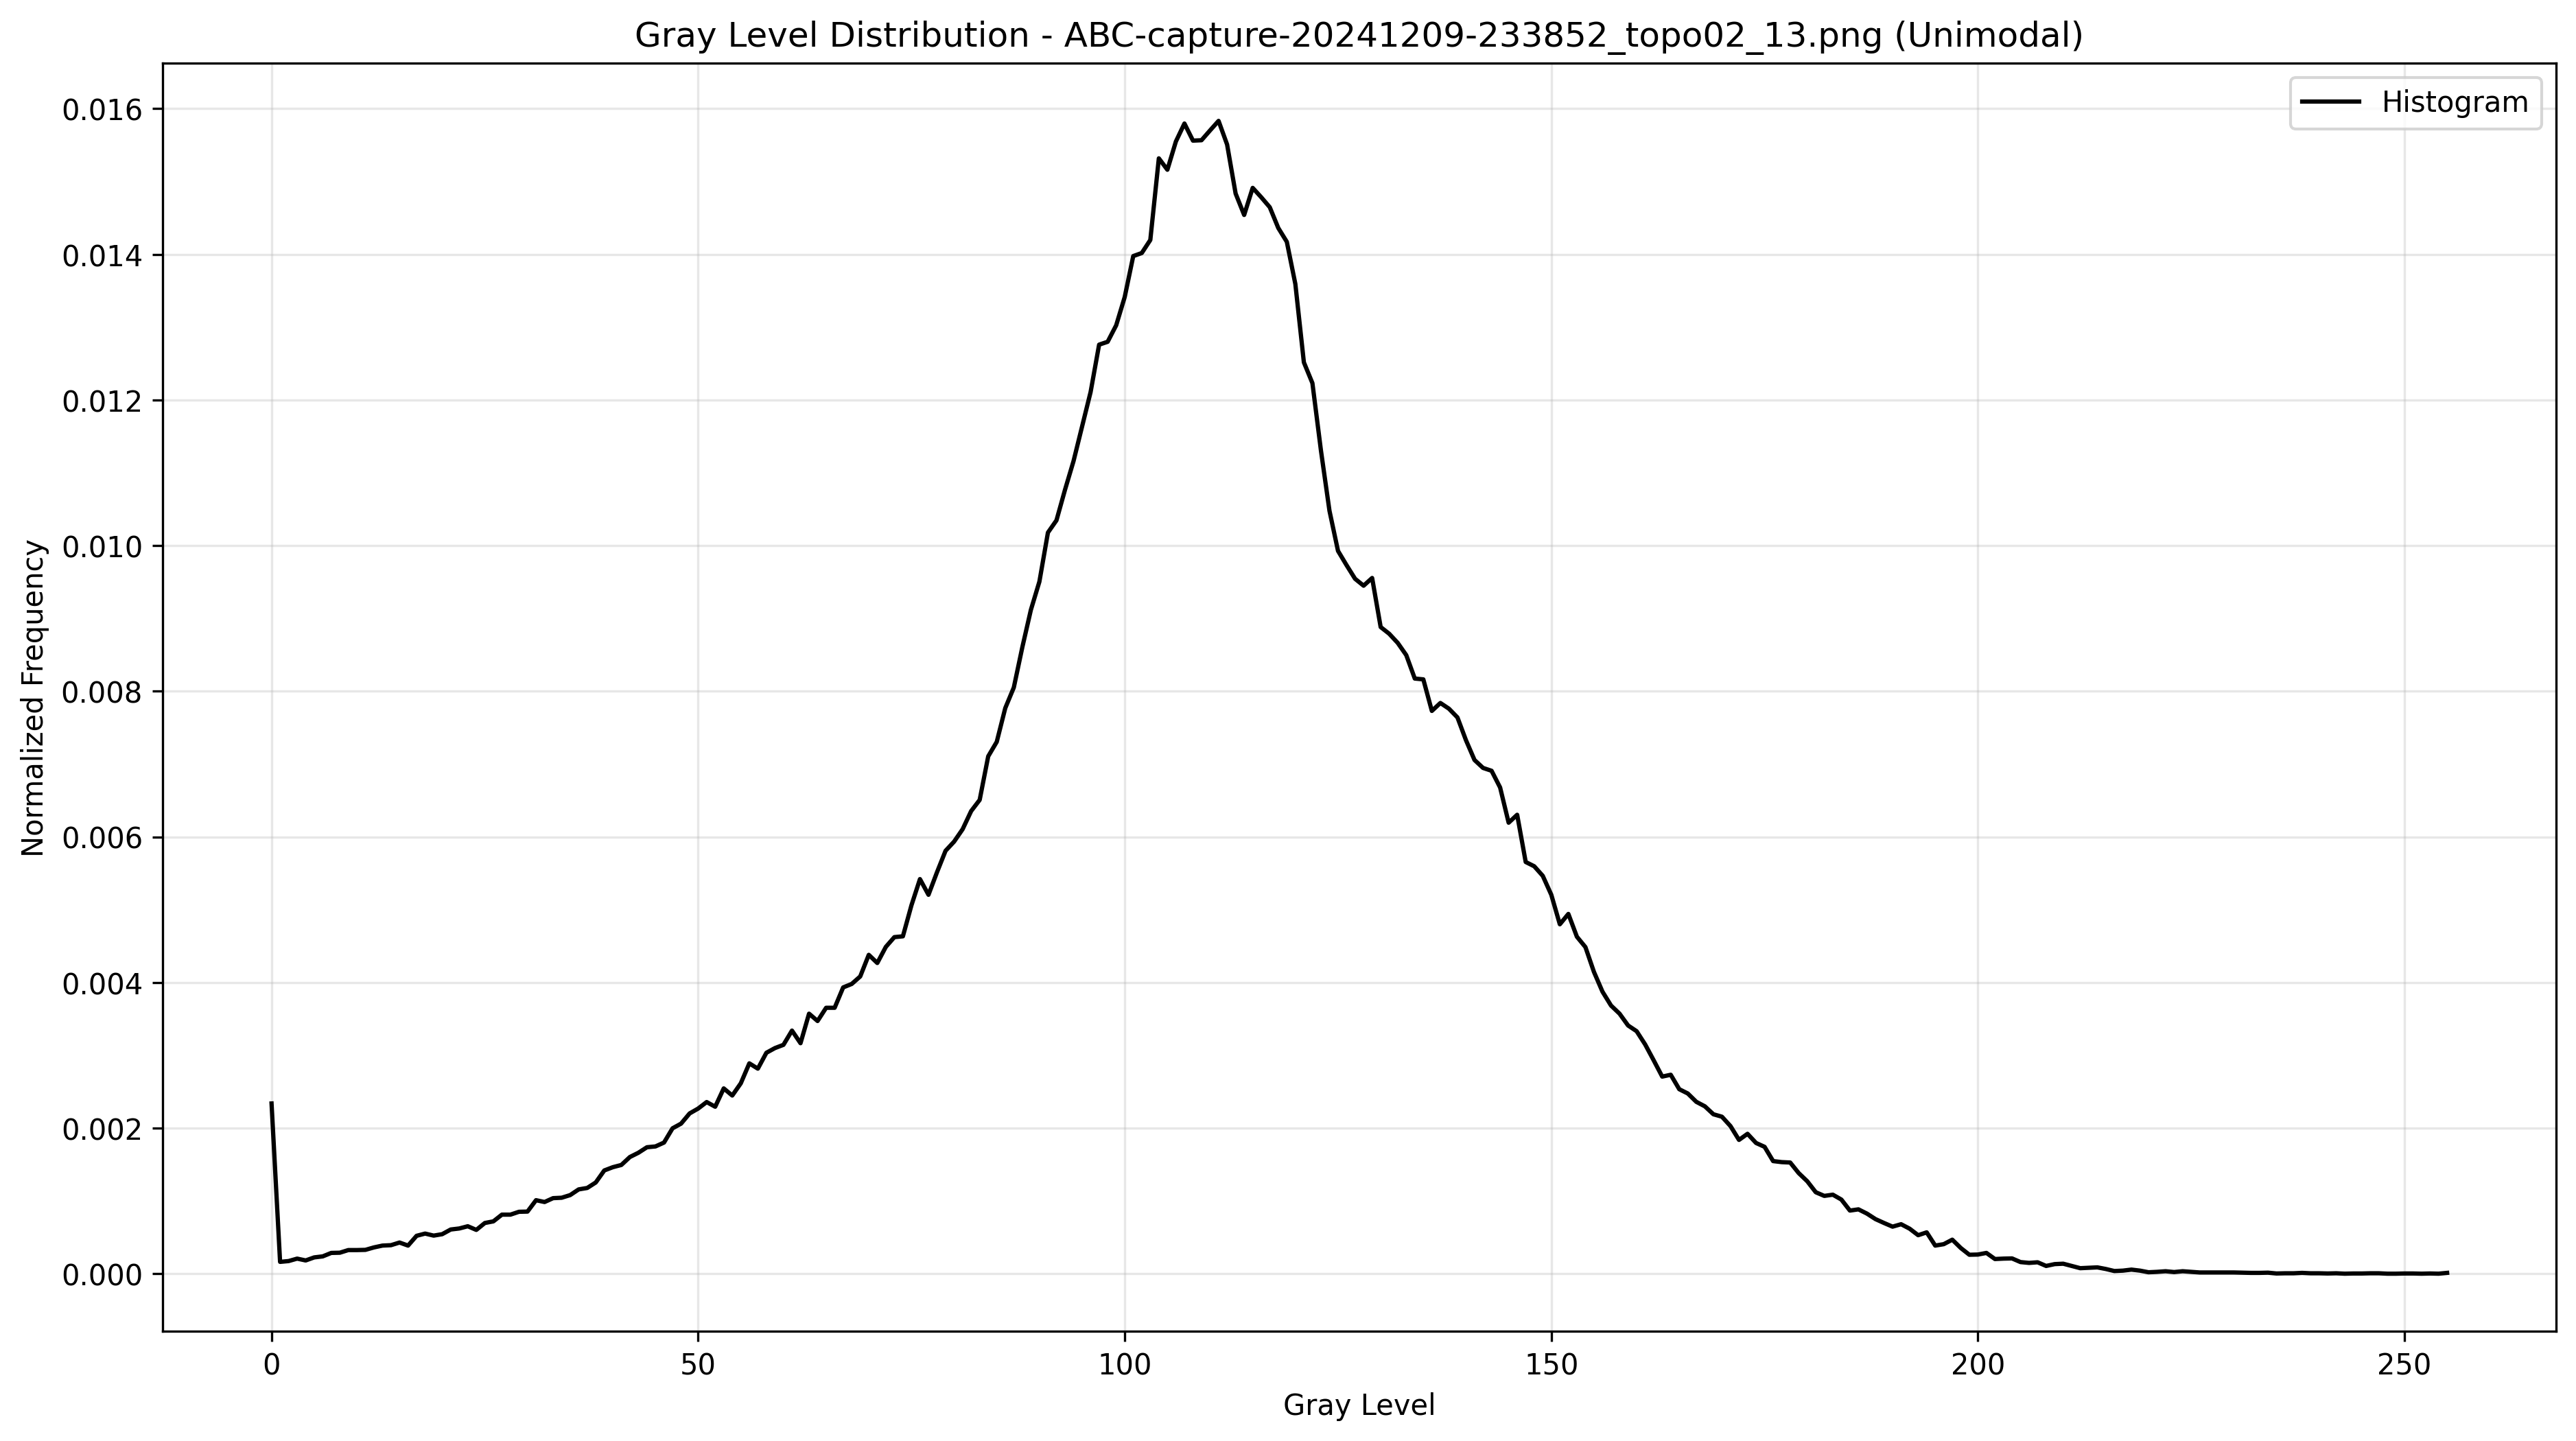 Gray Level Distribution - ABC-capture-20241209-233852_topo02_13.png (Unimodal)
Histogram
0.016
0.014
0.012
0.010
0.008
0.006
0.004
0.002
0.000
Normalized Frequency
0 50 100 150 200 250
Gray Level